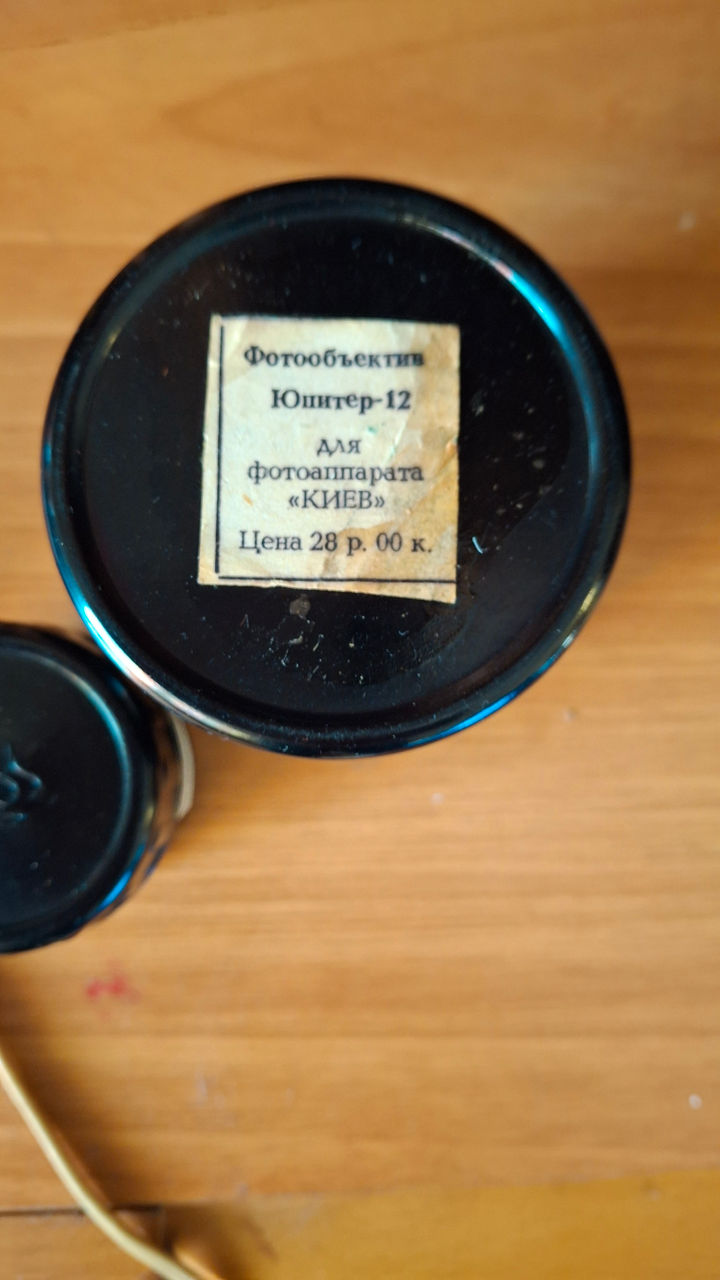 Фотообъектив
Юпитер-12
для
фотоаппарата
«КИЕВ»
Цена 28 р. 00 к.